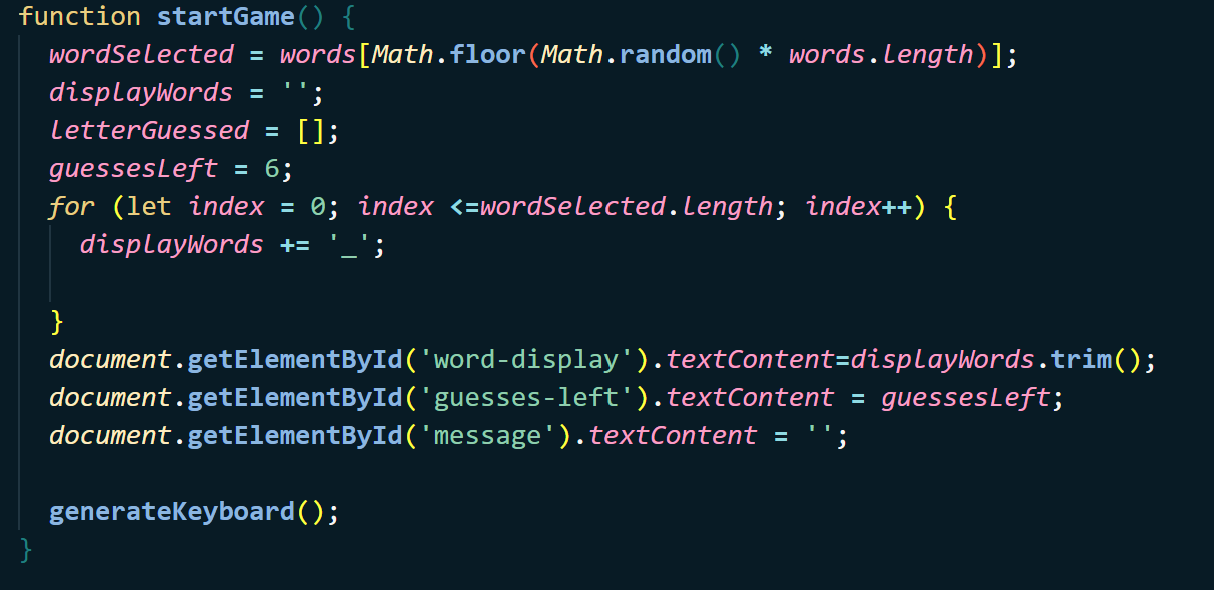 function startGame() {
  wordSelected = words[Math.floor(Math.random() * words.length)];
  displayWords = '';
  letterGuessed = [];
  guessesLeft = 6;
  for (let index = 0; index <=wordSelected.length; index++) {
    displayWords += '_';

  }
  document.getElementById('word-display').textContent=displayWords.trim();
  document.getElementById('guesses-left').textContent = guessesLeft;
  document.getElementById('message').textContent = '';

  generateKeyboard();
}